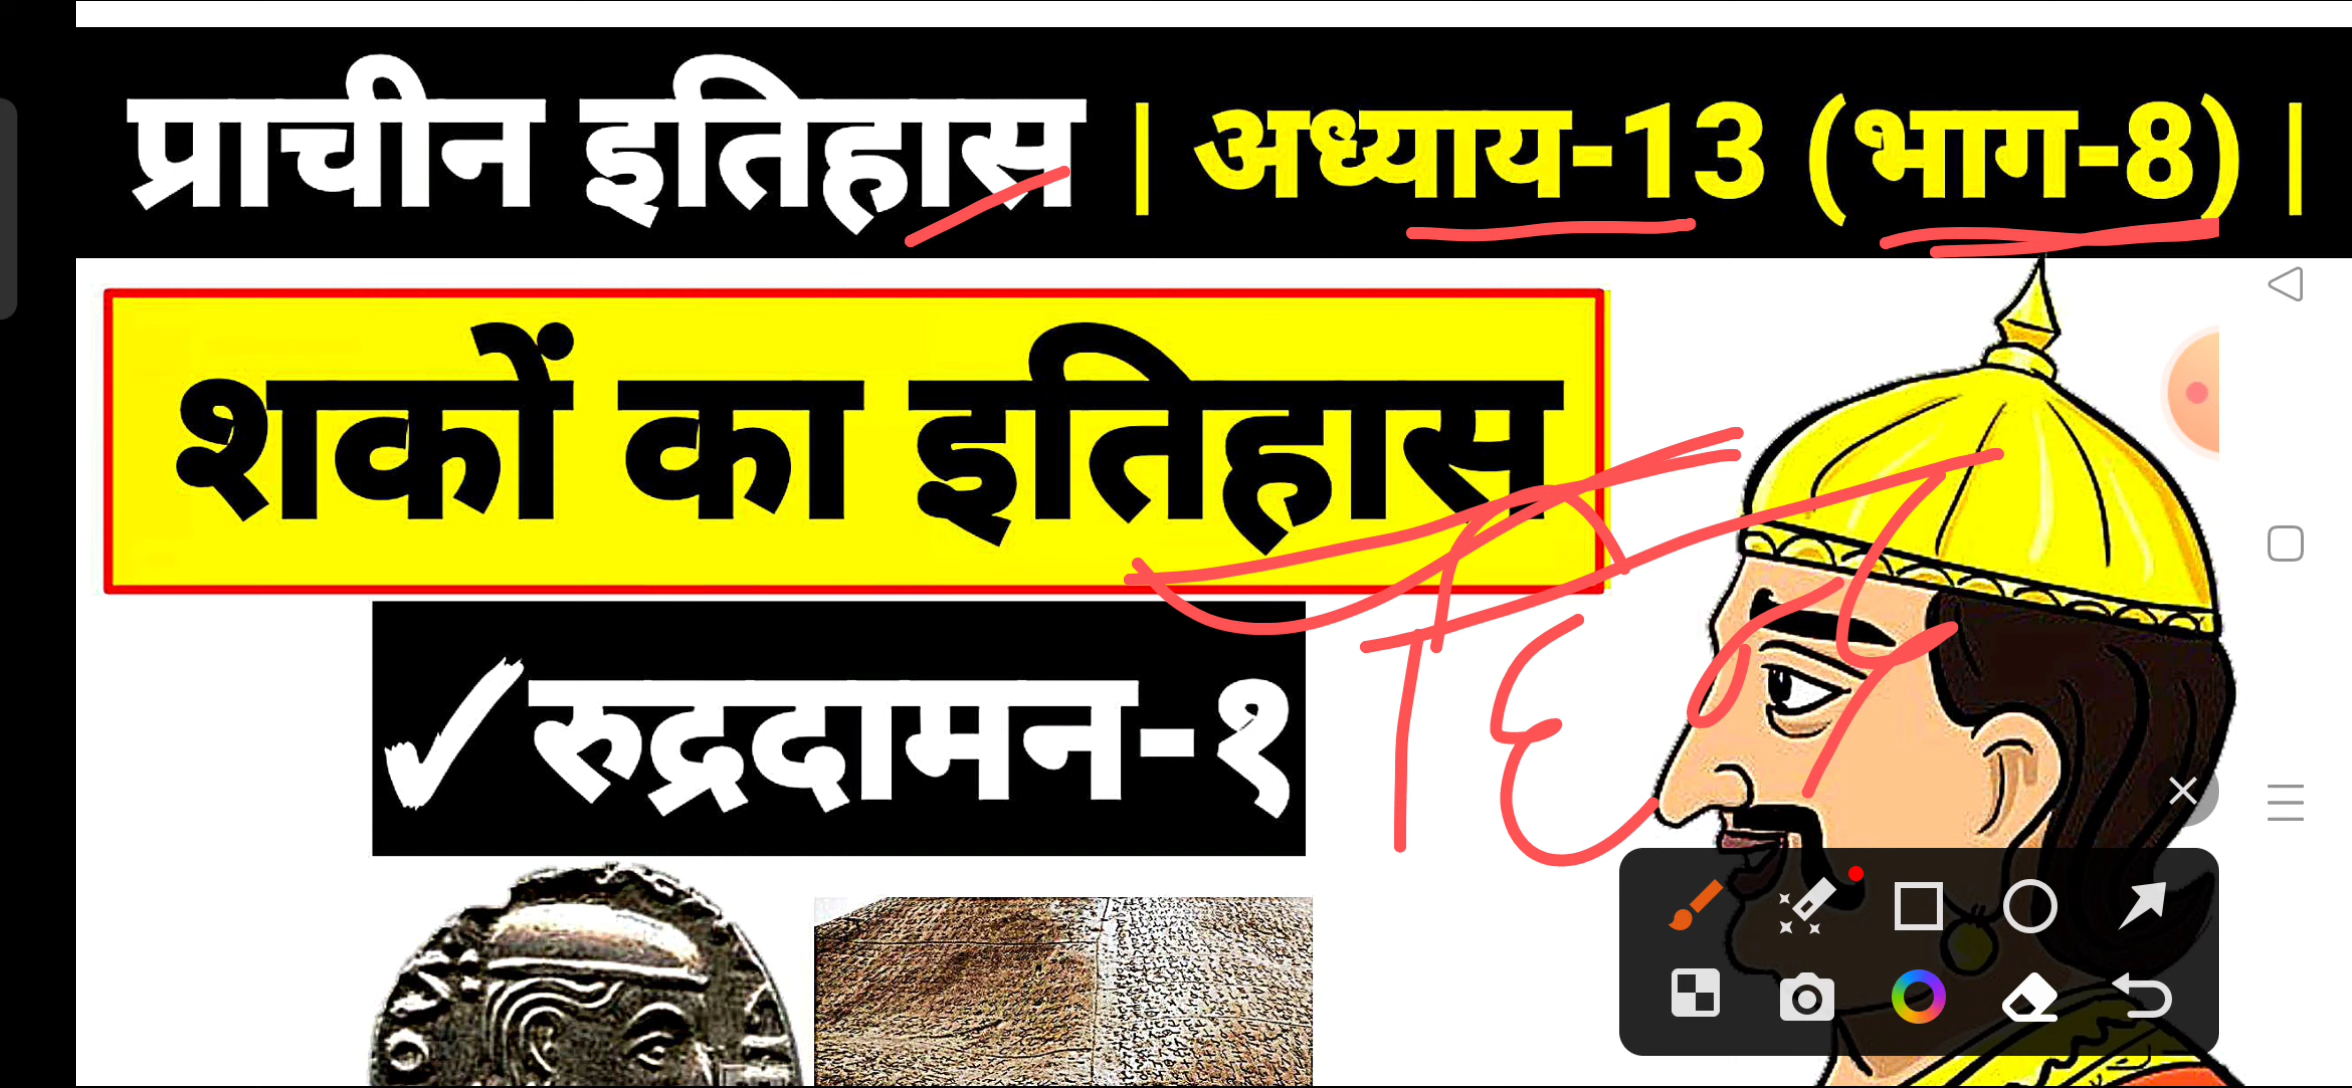 प्राचीन इतिहास | अध्याय-13 (भाग-8) |
शकों का इतिहास
✓रुद्रदामन-१